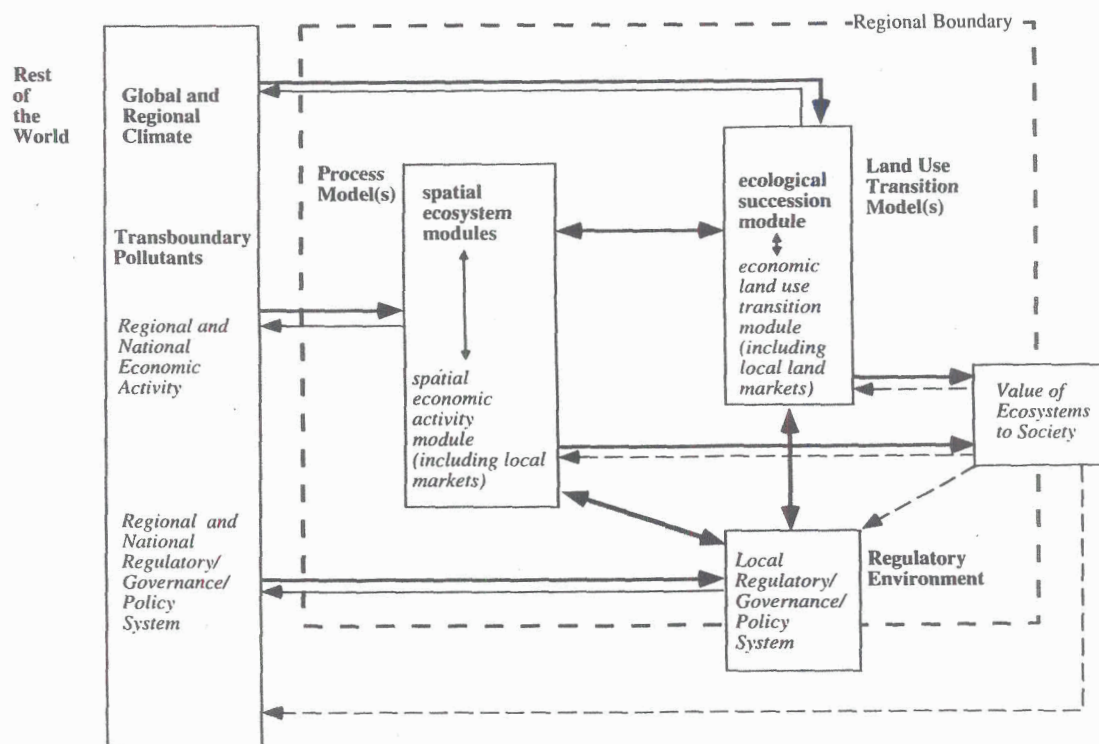 Regional Boundary
Rest
of
the
World
Global and
Regional
Climate
Transboundary
Pollutants
Regional and
National
Economic
Activity
Regional and
National
Regulatory/
Governance/
Policy
System
Process
Model(s)
spatial
ecosystem
modules
spatial
economic
activity
module
(including local
markets)
ecological
succession
module
economic
land use
transition
module
(including
local land
markets)
Land Use
Transition
Model(s)
Value of
Ecosystems
to Society
Local
Regulatory/
Governance/
Policy
System
Regulatory
Environment